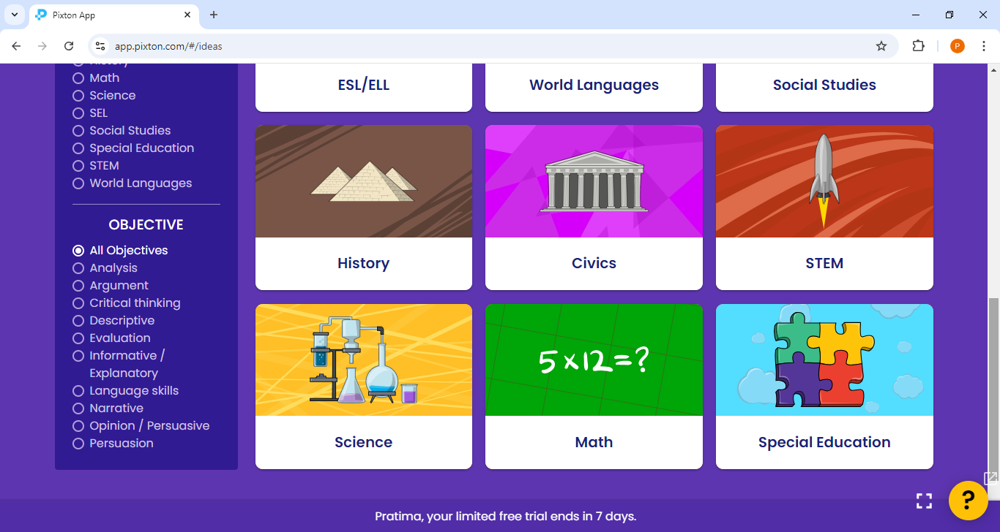 Pixton App
app.pixton.com/#/ideas
P
History
Math
Science
SEL
Social Studies
Special Education
STEM
World Languages
OBJECTIVE
All Objectives
Analysis
Argument
Critical thinking
Descriptive
Evaluation
Informative /
Explanatory
Language skills
Narrative
Opinion / Persuasive
Persuasion
ESL/ELL
World Languages
Social Studies
History
Civics
STEM
5 x 12 = ?
Science
Math
Special Education
Pratima, your limited free trial ends in 7 days.
?